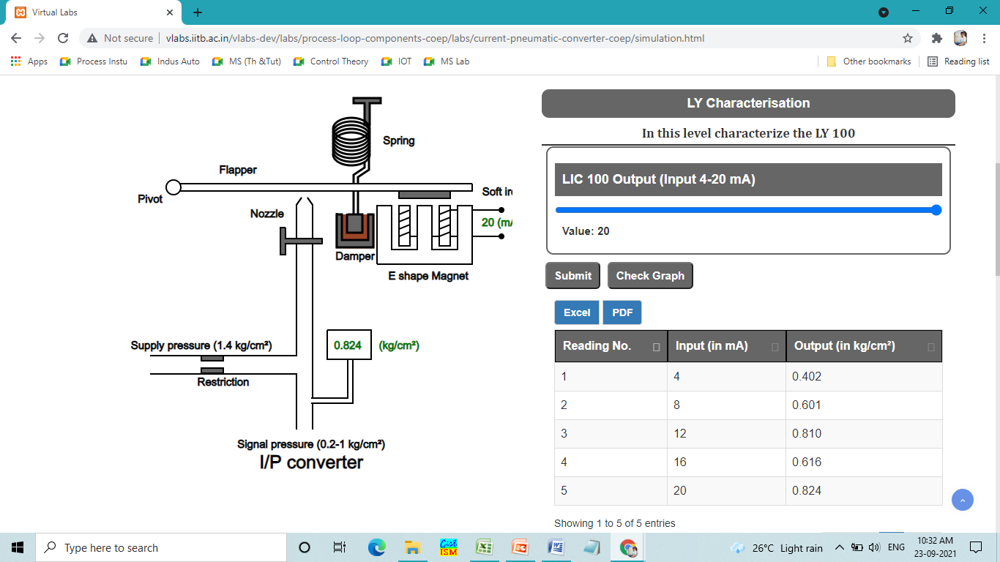 Virtual Labs
Not secure vlabs.iitb.ac.in/vlabs-dev/labs/process-loop-components-coep/labs/current-pneumatic-converter-coep/simulation.html
Apps Process Instu Indus Auto MS (Th &Tut) Control Theory IOT MS Lab Other bookmarks Reading list
Spring
Flapper
Pivot
Soft ir
Nozzle
20 (m
Damper
E shape Magnet
Supply pressure (1.4 kg/cm²)
0.824 (kg/cm²)
Restriction
Signal pressure (0.2-1 kg/cm²)
I/P converter
LY Characterisation
In this level characterize the LY 100
LIC 100 Output (Input 4-20 mA)
Value: 20
Submit Check Graph
Excel PDF
Reading No. Input (in mA) Output (in kg/cm²)
1 4 0.402
2 8 0.601
3 12 0.810
4 16 0.616
5 20 0.824
Showing 1 to 5 of 5 entries
Type here to search
Cist
ISM
26°C Light rain ENG
10:32 AM
23-09-2021